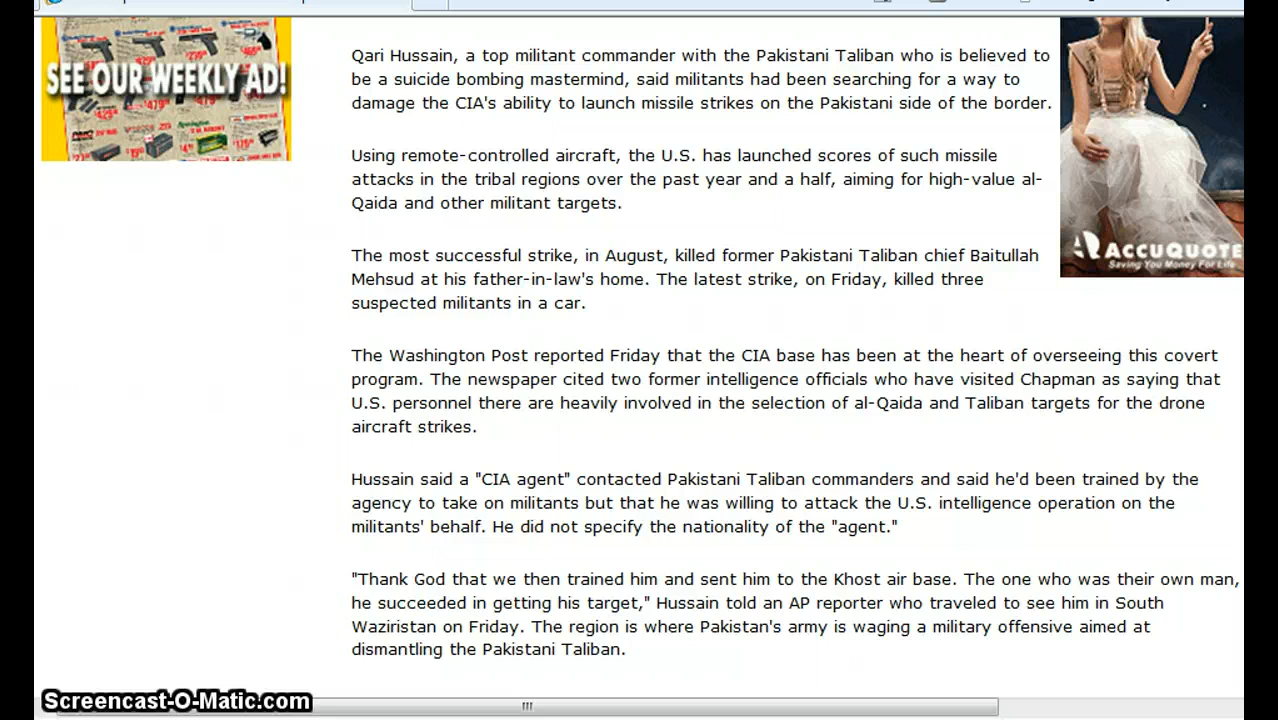 SEE OUR WEEKLY AD!
Qari Hussain, a top militant commander with the Pakistani Taliban who is believed to
be a suicide bombing mastermind, said militants had been searching for a way to
damage the CIA's ability to launch missile strikes on the Pakistani side of the border.
Using remote-controlled aircraft, the U.S. has launched scores of such missile
attacks in the tribal regions over the past year and a half, aiming for high-value al-
Qaida and other militant targets.
ACCUQUOTE
Saving You Money For Life
The most successful strike, in August, killed former Pakistani Taliban chief Baitullah
Mehsud at his father-in-law's home. The latest strike, on Friday, killed three
suspected militants in a car.
The Washington Post reported Friday that the CIA base has been at the heart of overseeing this covert
program. The newspaper cited two former intelligence officials who have visited Chapman as saying that
U.S. personnel there are heavily involved in the selection of al-Qaida and Taliban targets for the drone
aircraft strikes.
Hussain said a "CIA agent" contacted Pakistani Taliban commanders and said he'd been trained by the
agency to take on militants but that he was willing to attack the U.S. intelligence operation on the
militants' behalf. He did not specify the nationality of the "agent."
"Thank God that we then trained him and sent him to the Khost air base. The one who was their own man,
he succeeded in getting his target," Hussain told an AP reporter who traveled to see him in South
Waziristan on Friday. The region is where Pakistan's army is waging a military offensive aimed at
dismantling the Pakistani Taliban.
Screencast-O-Matic.com